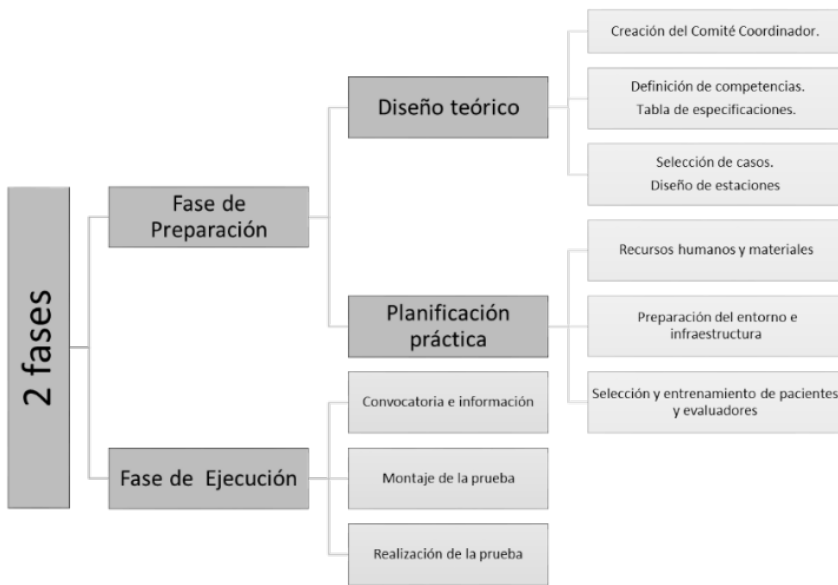 2 fases
Fase de
Preparación
Diseño teórico
Creación del Comité Coordinador.
Definición de competencias.
Tabla de especificaciones.
Selección de casos.
Diseño de estaciones
Planificación
práctica
Recursos humanos y materiales
Preparación del entorno e
infraestructura
Selección y entrenamiento de pacientes
y evaluadores
Fase de Ejecución
Convocatoria e información
Montaje de la prueba
Realización de la prueba